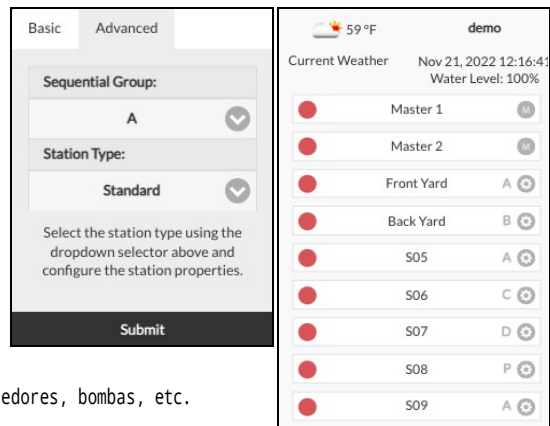 Basic Advanced
Sequential Group:
A
Station Type:
Standard
Select the station type using the
dropdown selector above and
configure the station properties.
Submit
edores, bombas, etc.
59 °F demo
Current Weather Nov 21, 2022 12:16:41
Water Level: 100%
Master 1 M
Master 2 M
Front Yard A
Back Yard B
S05 A
S06 C
S07 D
S08 P
S09 A